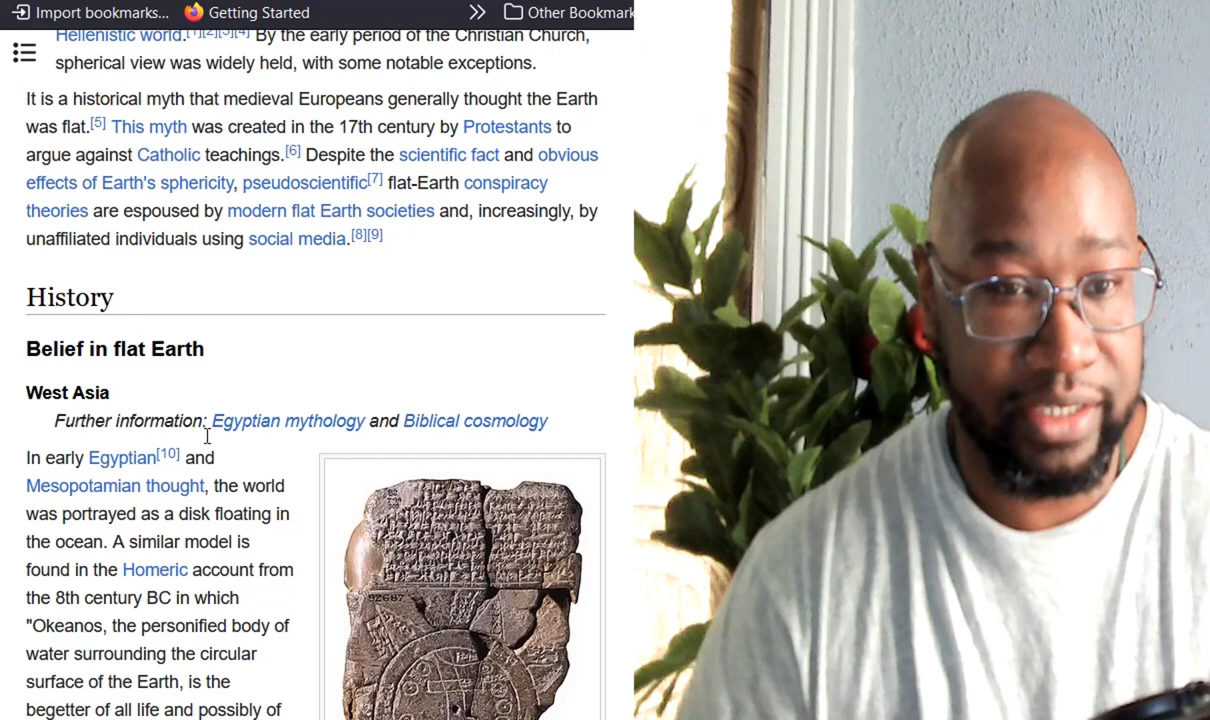 Import bookmarks... Getting Started Other Bookmark
Hellenistic world.[1][2][3][4] By the early period of the Christian Church,
spherical view was widely held, with some notable exceptions.
It is a historical myth that medieval Europeans generally thought the Earth
was flat.[5] This myth was created in the 17th century by Protestants to
argue against Catholic teachings.[6] Despite the scientific fact and obvious
effects of Earth's sphericity, pseudoscientific[7] flat-Earth conspiracy
theories are espoused by modern flat Earth societies and, increasingly, by
unaffiliated individuals using social media.[8][9]
History
Belief in flat Earth
West Asia
Further information: Egyptian mythology and Biblical cosmology
In early Egyptian[10] and
Mesopotamian thought, the world
was portrayed as a disk floating in
the ocean. A similar model is
found in the Homeric account from
the 8th century BC in which
"Okeanos, the personified body of
water surrounding the circular
surface of the Earth, is the
begetter of all life and possibly of
92687